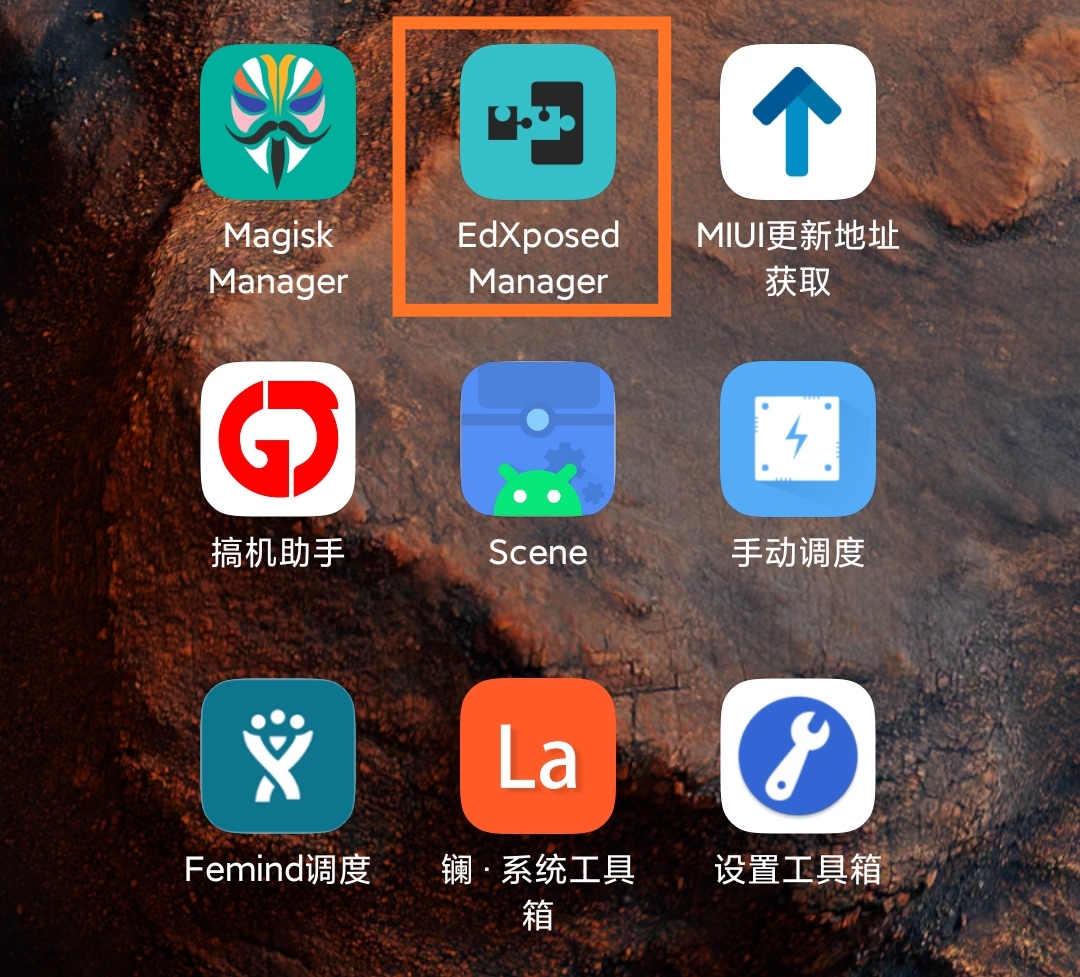 Magisk
Manager
EdXposed
Manager
MIUI更新地址
获取
搞机助手
Scene
手动调度
La
Femind调度
镧 · 系统工具
箱
设置工具箱